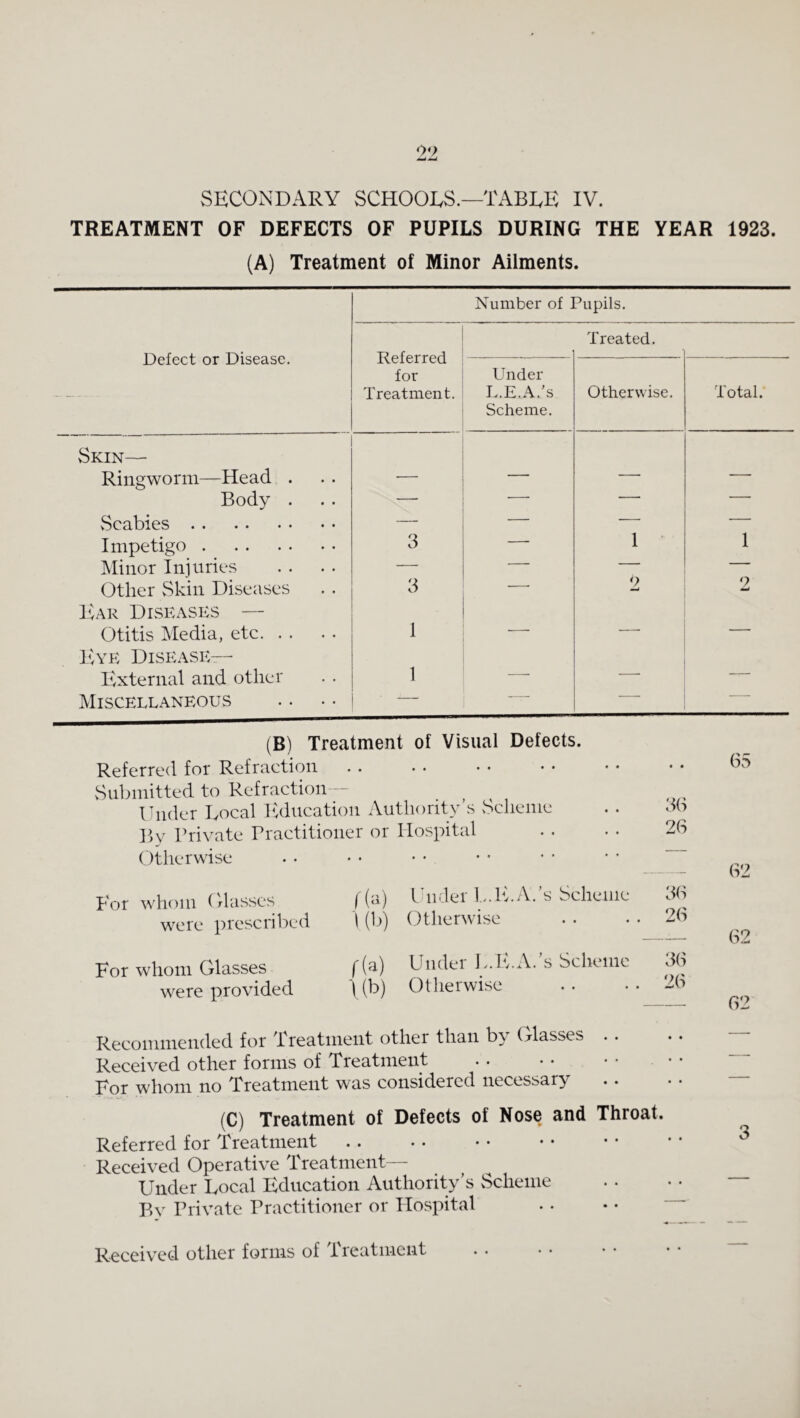 22
SECONDARY SCHOOLS.—TABLE IV.
TREATMENT OF DEFECTS OF PUPILS DURING THE YEAR 1923.
(A) Treatment of Minor Ailments.
Defect or Disease. Number of Pupils.
Referred for Treatment. Treated.
Under L.E.A.'s Scheme. Otherwise. Total.
SKIN—
Ringworm—Head . . . — — — —
Body . . . — — — —
Scabies . . . . . . . . — — — —
Impetigo . . . . . . . 3 — 1 1
Minor Injuries . . . . — — — —
Other Skin Diseases . . 3 — 2 2
EAR DISEASES —
Otitis Media, etc. . . . . 1 — — —
EYE DISEASE—
External and other . . 1 — — —
MISCELLANEOUS . . . . — — — —
(B) Treatment of Visual Defects.
Referred for Refraction . . . . . . . . . . . . 65
Submitted to Refraction—
Under Local Education Authority's Scheme . . 36
By Private Practitioner or Hospital . . . . 26
Otherwise . . . . . . . . . . . . —
62
For whom Glasses were prescribed
(a) Under L.E.A.'s Scheme 36
(b) Otherwise . . . . 26
62
For whom Glasses were provided
(a) Under L.E.A.'s Scheme 36
(b) Otherwise . . . . 26
62
Recommended for Treatment other than by Glasses . . . . —
Received other forms of Treatment . . . . . . . . —
For whom no Treatment was considered necessary . . . . —
(C) Treatment of Defects of Nose and Throat.
Referred for Treatment . . . . . . . . . . . . 3
Received Operative Treatment—
Under Local Education Authority's Scheme . . . . —
By Private Practitioner or Hospital . . . . —
Received other forms of Treatment . . . . . . . . —